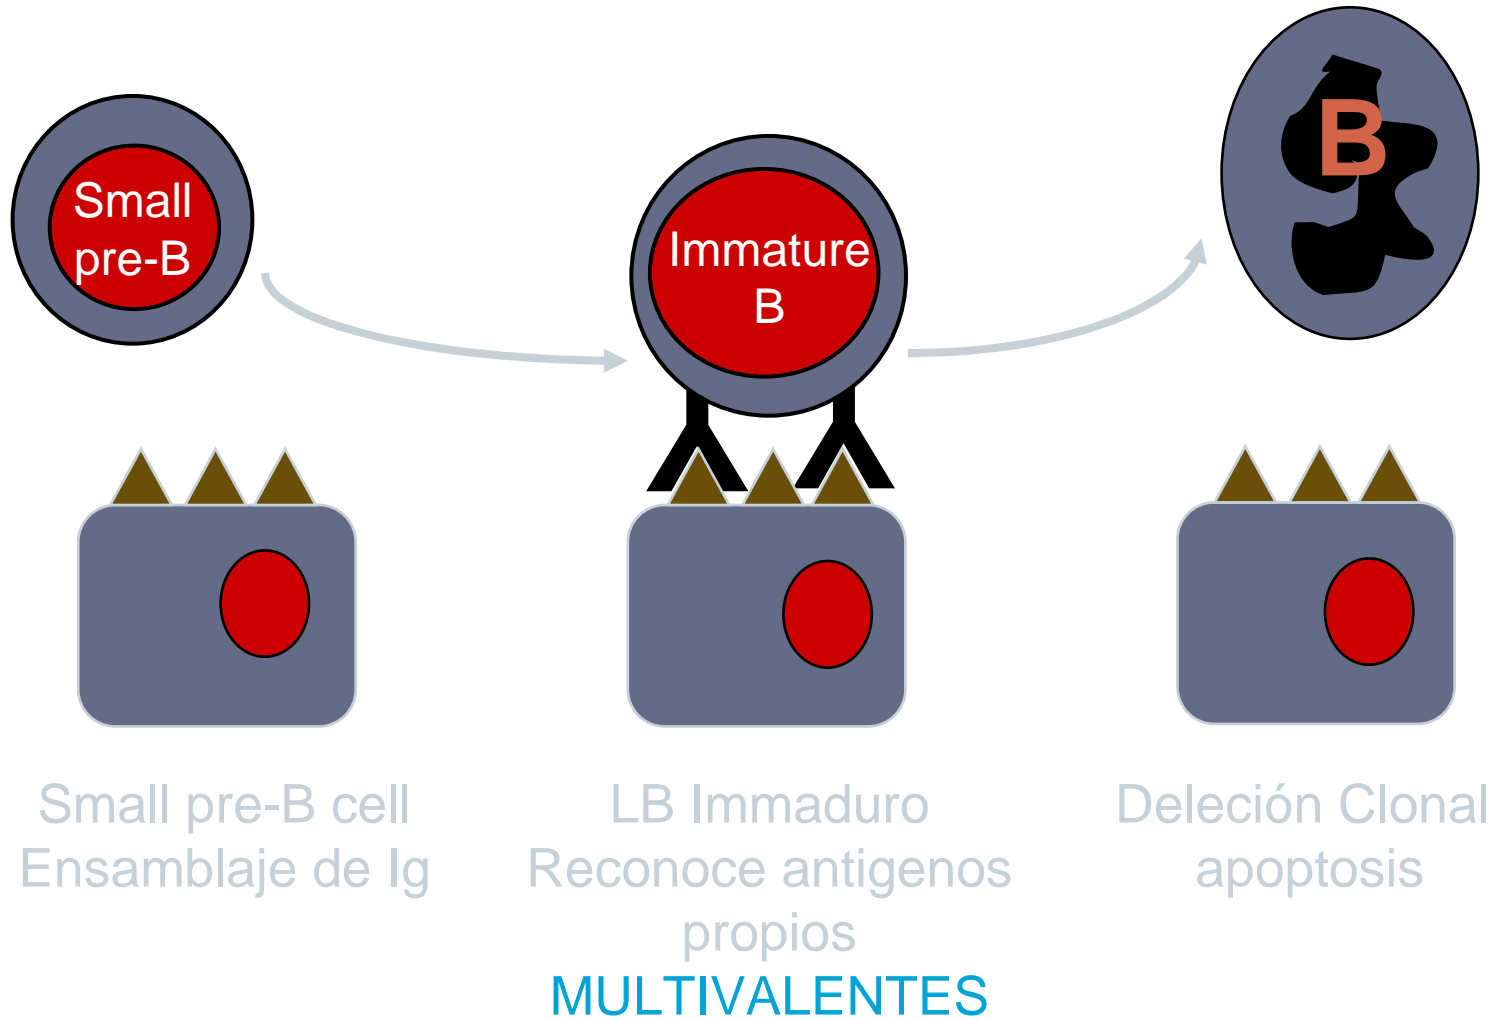 Small
pre-B
Immature
B
B
Small pre-B cell
Ensamblaje de Ig
LB Immaduro
Reconoce antigenos
propios
MULTIVALENTES
Deleción Clonal
apoptosis